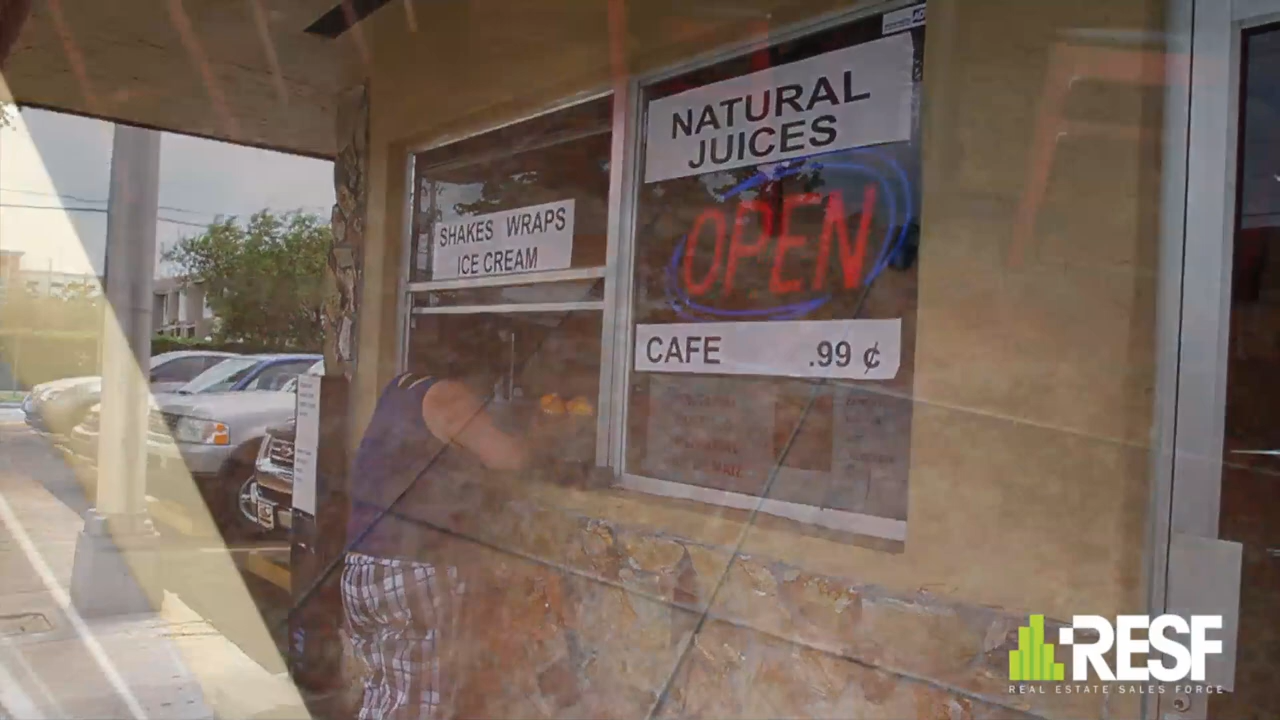 NATURAL
JUICES
SHAKES WRAPS
ICE CREAM
OPEN
CAFE .99 ¢
RESF
REAL ESTATE SALES FORCE